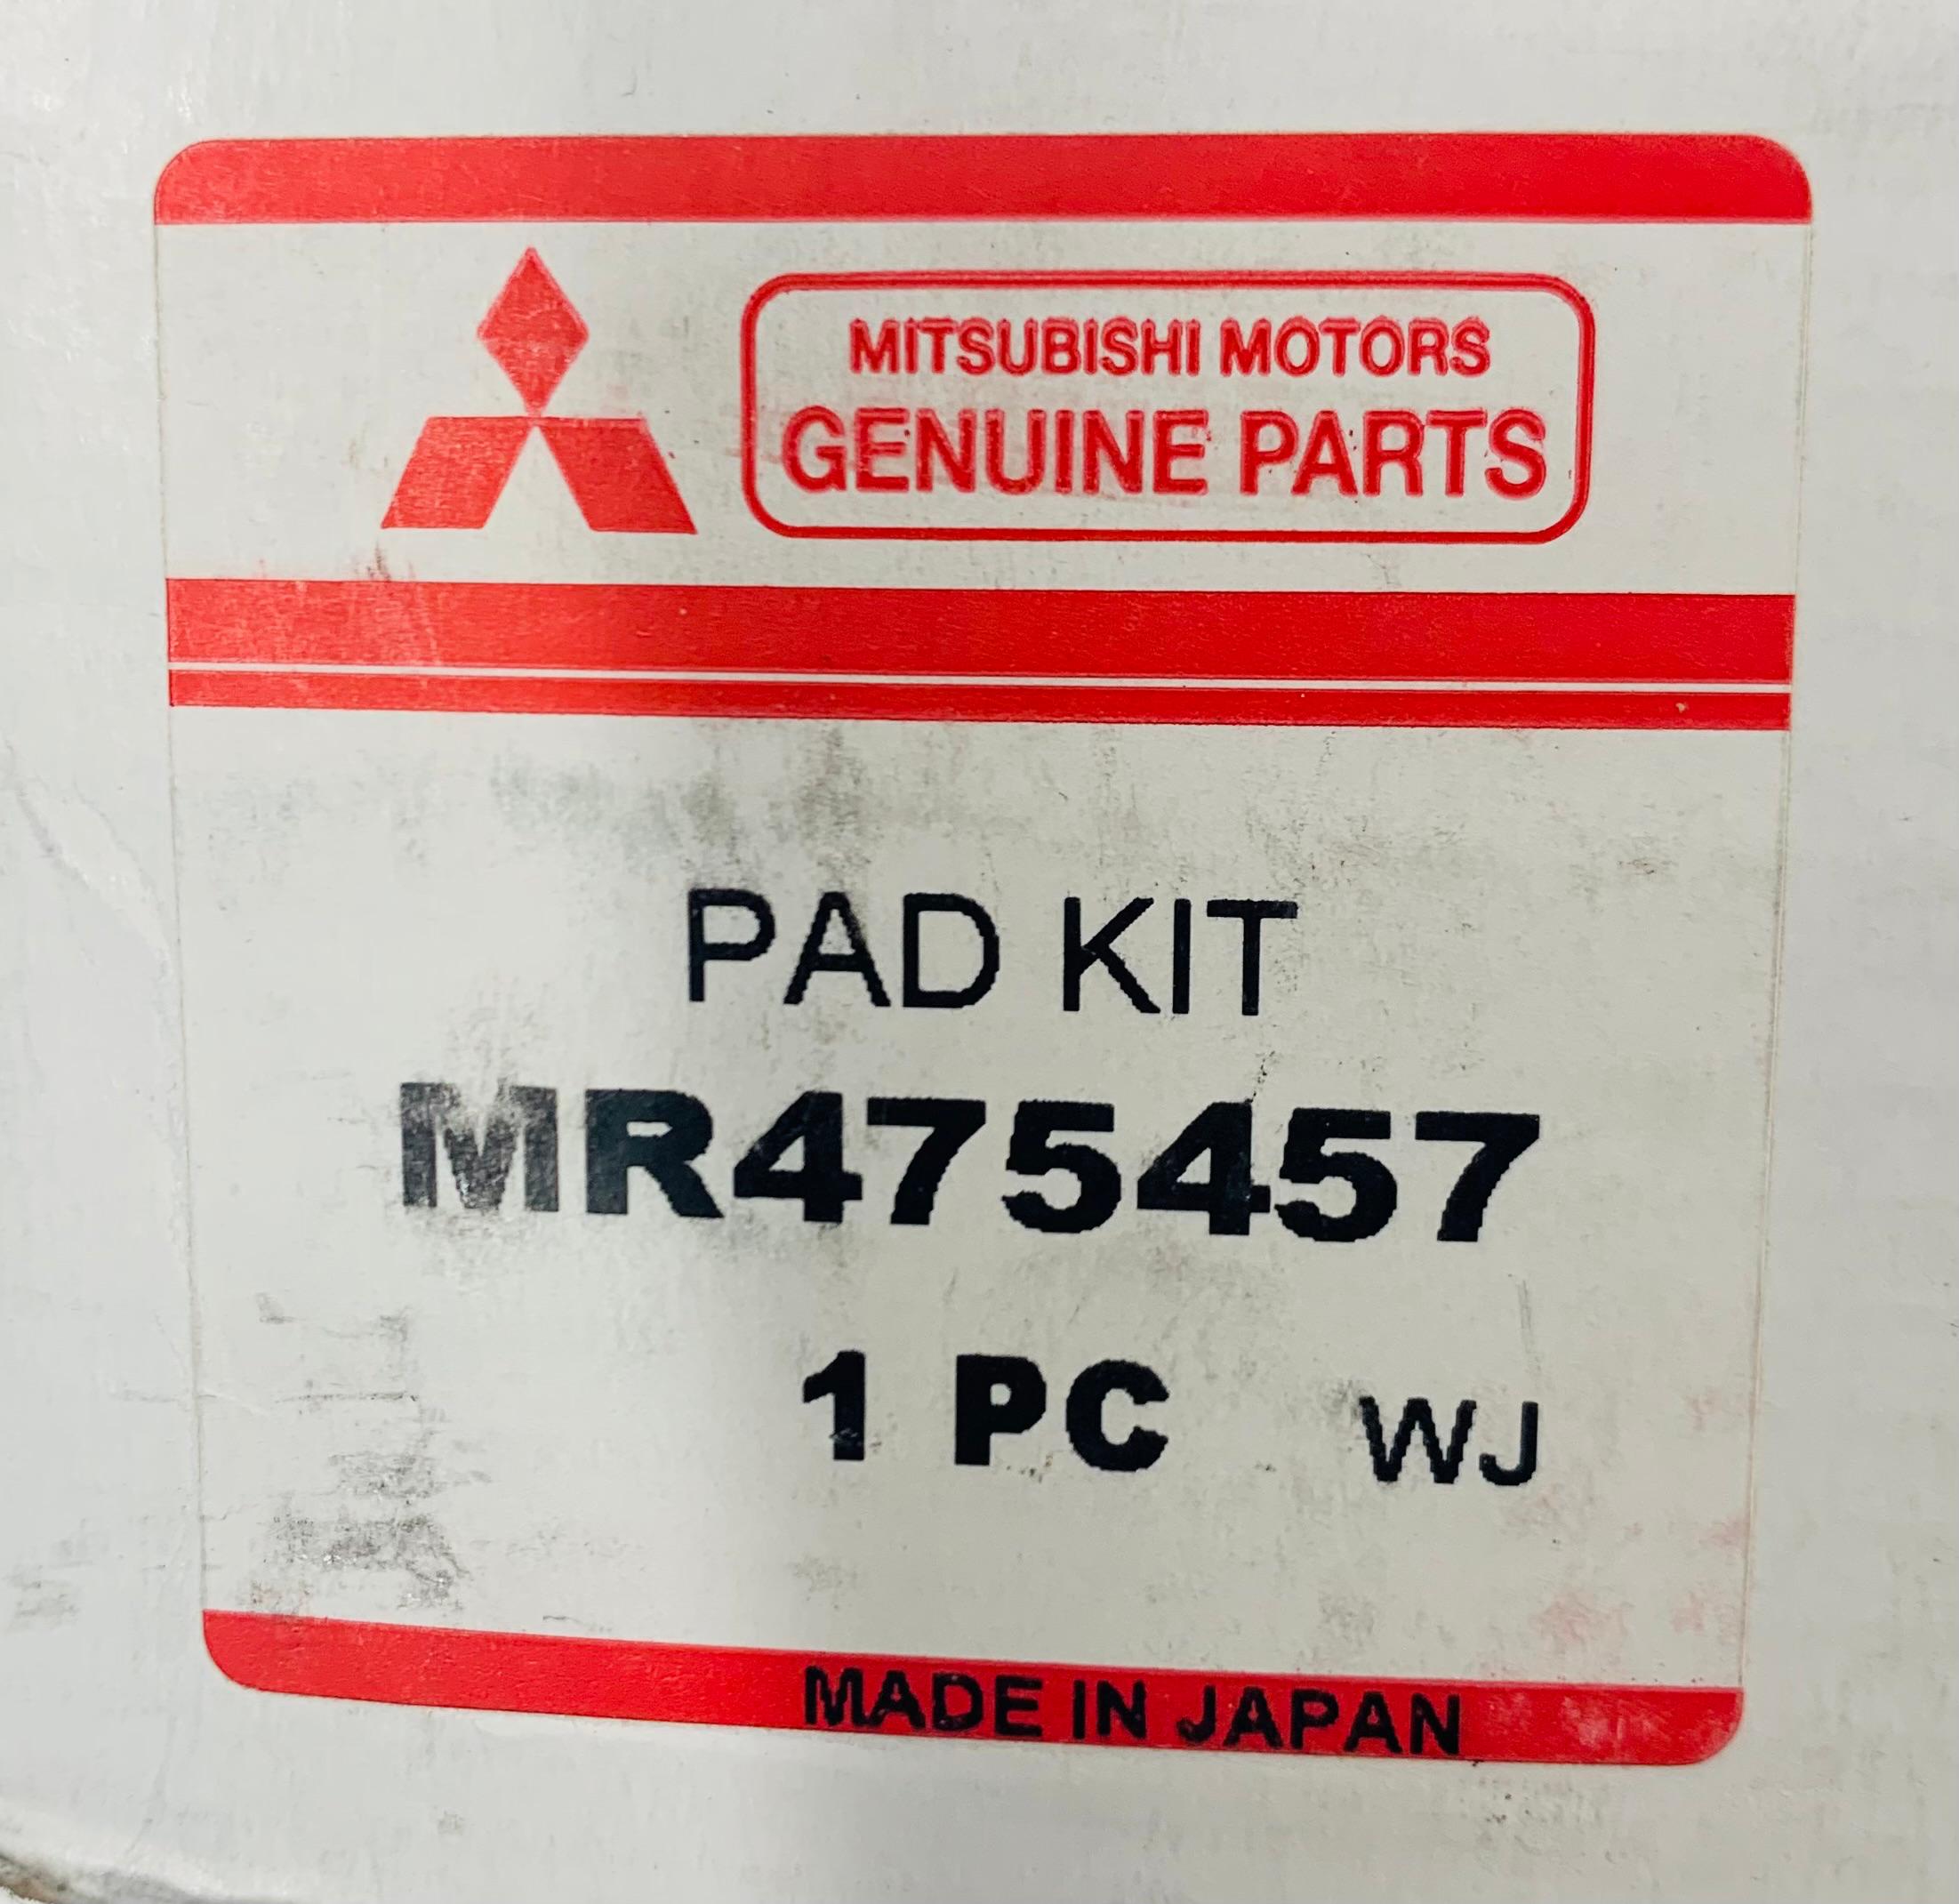 MITSUBISHI MOTORS
GENUINE PARTS
PAD KIT
MR475457
1 PC WJ
MADE IN JAPAN